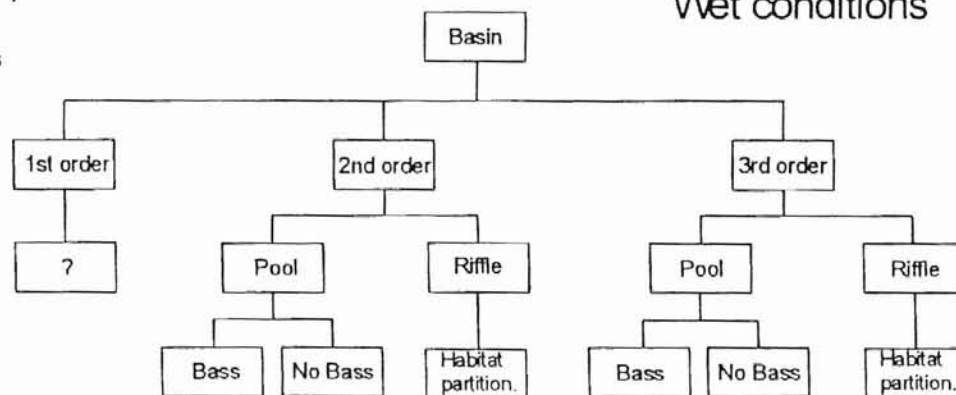 Wet conditions
Basin
1st order
2nd order
3rd order
?
Pool
Riffle
Pool
Riffle
Bass
No Bass
Habitat
partition.
Bass
No Bass
Habitat
partition.